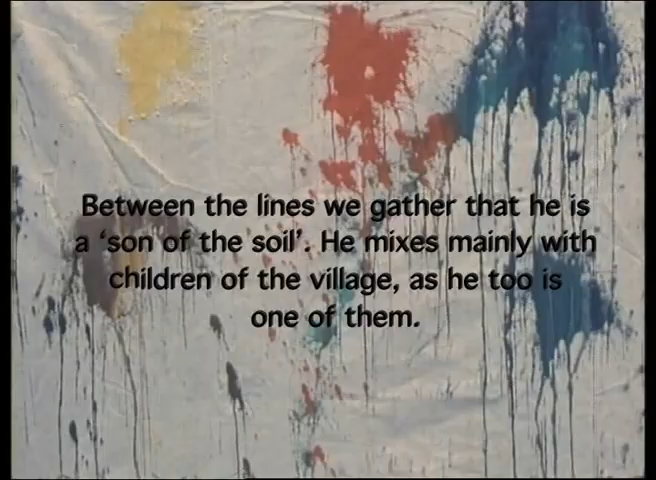 Between the lines we gather that he is
a ‘son of the soil’. He mixes mainly with
children of the village, as he too is
one of them.